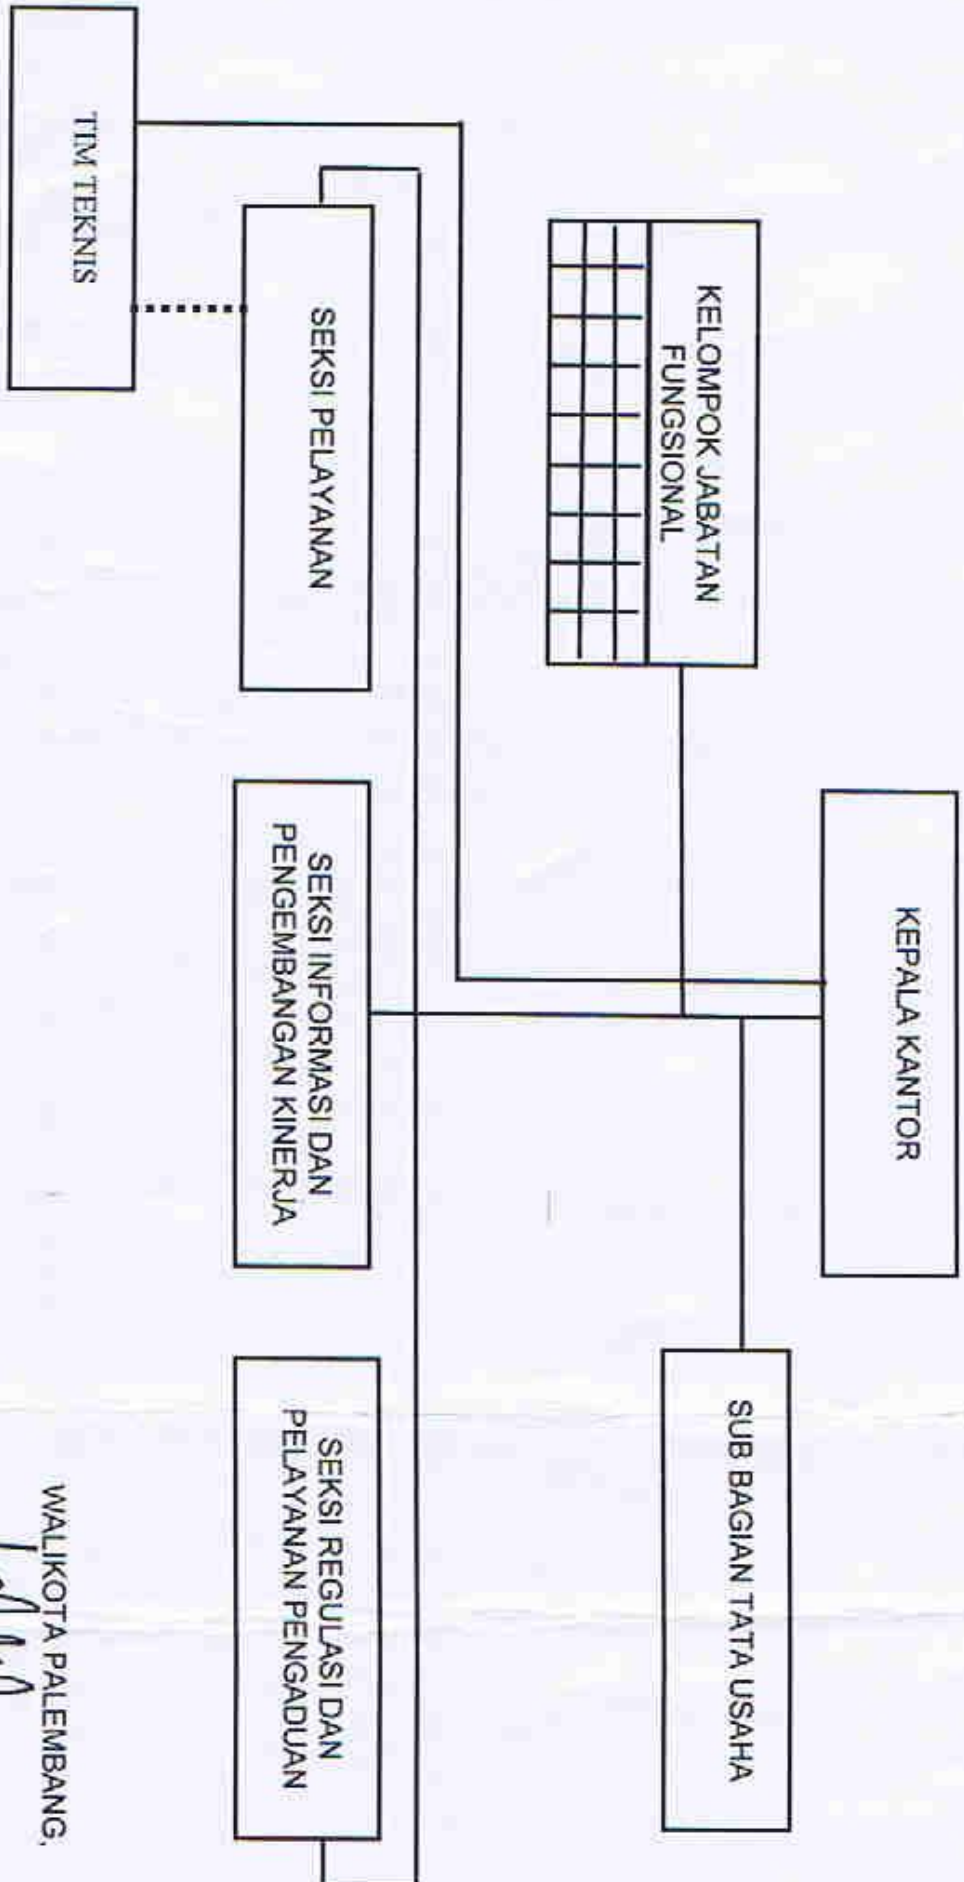 KEPALA KANTOR
SUB BAGIAN TATA USAHA
KELOMPOK JABATAN
FUNGSIONAL
SEKSI PELAYANAN
SEKSI INFORMASI DAN
PENGEMBANGAN KINERJA
SEKSI REGULASI DAN
PELAYANAN PENGADUAN
TIM TEKNIS
WALIKOTA PALEMBANG,